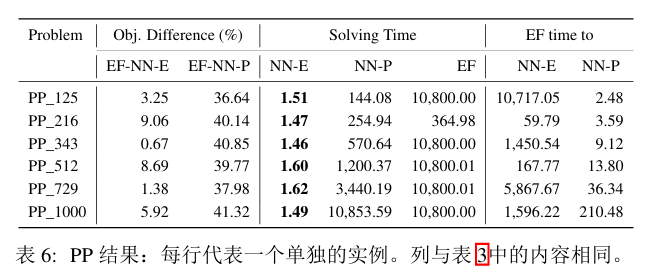 Problem Obj. Difference (%) Solving Time EF time to
EF-NN-E EF-NN-P NN-E NN-P EF NN-E NN-P
PP_125 3.25 36.64 1.51 144.08 10,800.00 10,717.05 2.48
PP_216 9.06 40.14 1.47 254.94 364.98 59.79 3.59
PP_343 0.67 40.85 1.46 570.64 10,800.00 1,450.54 9.12
PP_512 8.69 39.77 1.60 1,200.37 10,800.01 167.77 13.80
PP_729 1.38 37.98 1.62 3,440.19 10,800.01 5,867.67 36.34
PP_1000 5.92 41.32 1.49 10,853.59 10,800.00 1,596.22 210.48
表 6: PP 结果：每行代表一个单独的实例。列与表 3 中的内容相同。